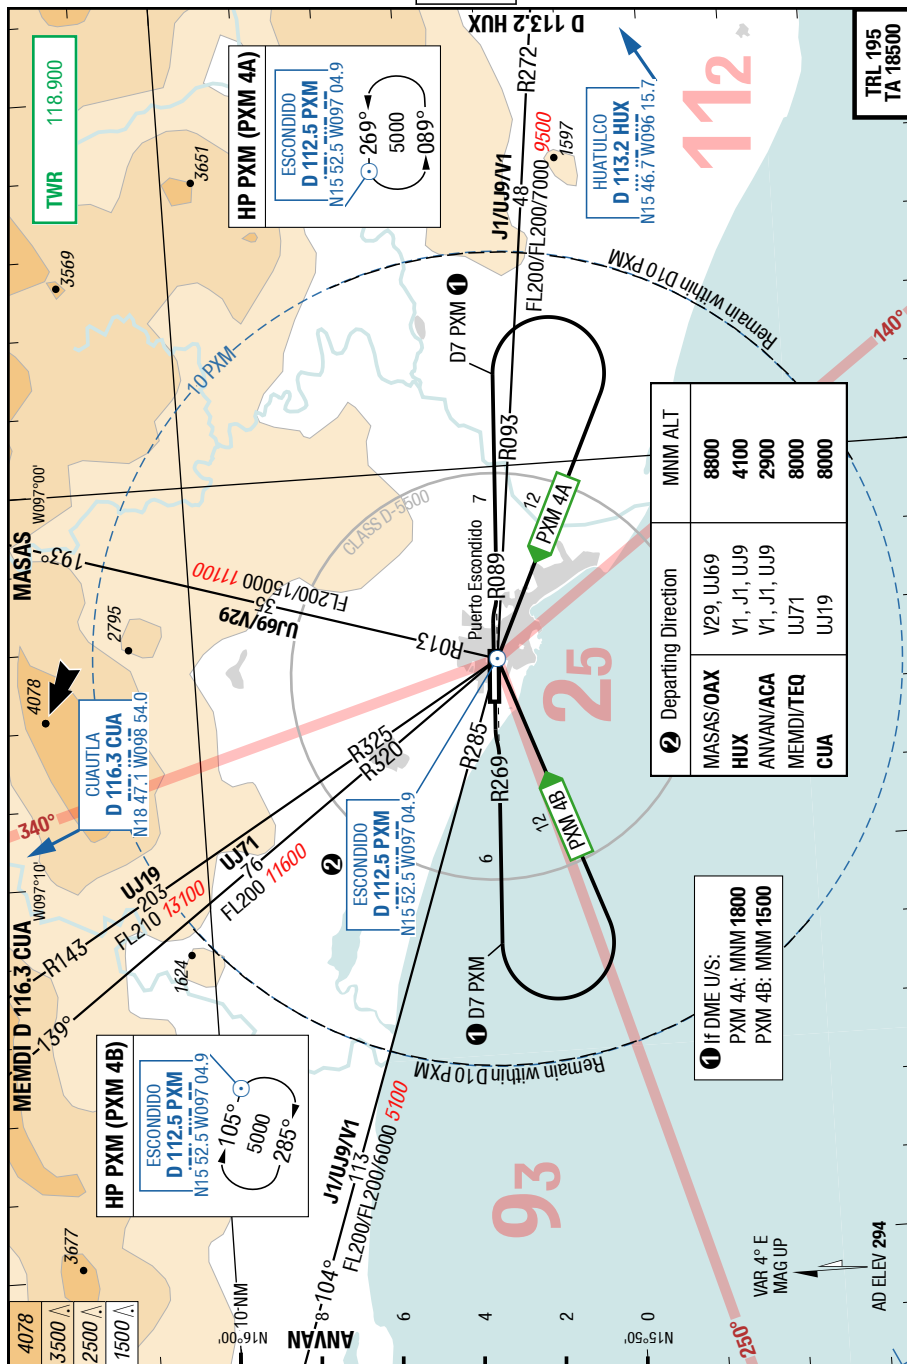 TWR 118.900
HP PXM (PXM 4A)
ESCONDIDO
D 112.5 PXM
N15 52.5 W097 04.9
269°
5000
089°
D 113.2 HUX
R272
J1/UJ9/V1
48
FL200/FL200/7000 9500
1597
HUATULCO
D 113.2 HUX
N15 46.7 W096 15.7
112
TRL 195
TA 18500
3651
3569
10 PXM
D7 PXM 1
Remain within D10 PXM
140°
R093
R089
7
12
PXM 4A
CLASS D-5500
Puerto Escondido
MASAS
W097°00'
193°
FL200/15000 11100
35
UJ69/V29
R013
2795
4078
CUAUTLA
D 116.3 CUA
N18 47.1 W098 54.0
340°
25
R325
R320
R285
R269
UJ19
203
FL210 13100
UJ71
76
FL200 11600
2
ESCONDIDO
D 112.5 PXM
N15 52.5 W097 04.9
6
12
PXM 4B
1 D7 PXM
Remain within D10 PXM
MEMDI D 116.3 CUA
W097°10'
R143
139°
1624
2 Departing Direction MNM ALT
MASAS/OAX V29, UJ69 8800
HUX V1, J1, UJ9 4100
ANVAN/ACA V1, J1, UJ9 2900
MEMDI/TEQ UJ71 8000
CUA UJ19 8000
1 If DME U/S:
PXM 4A: MNM 1800
PXM 4B: MNM 1500
HP PXM (PXM 4B)
ESCONDIDO
D 112.5 PXM
N15 52.5 W097 04.9
105°
5000
285°
J1/UJ9/V1
113
FL200/FL200/6000 5100
104°
ANVAN
93
250°
VAR 4° E
MAG UP
AD ELEV 294
3677
4078
3500
2500
1500
N16°00'
10 NM
8
6
4
2
0
N15°50'